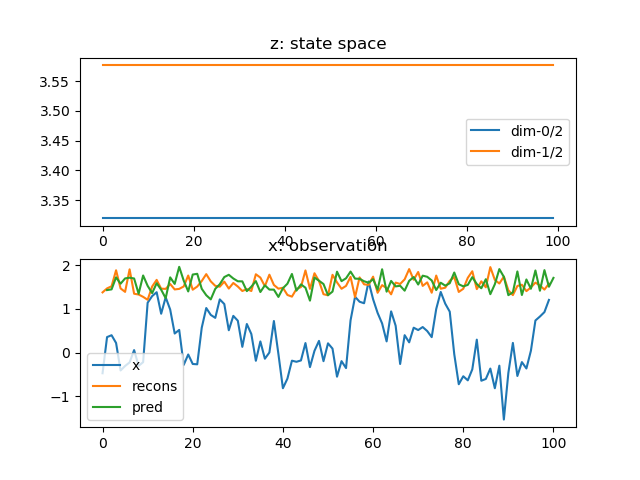 z: state space
3.55
3.50
3.45
3.40
3.35
dim-0/2
dim-1/2
0 20 40 60 80 100
x: observation
2
1
0
−1
x
recons
pred
0 20 40 60 80 100